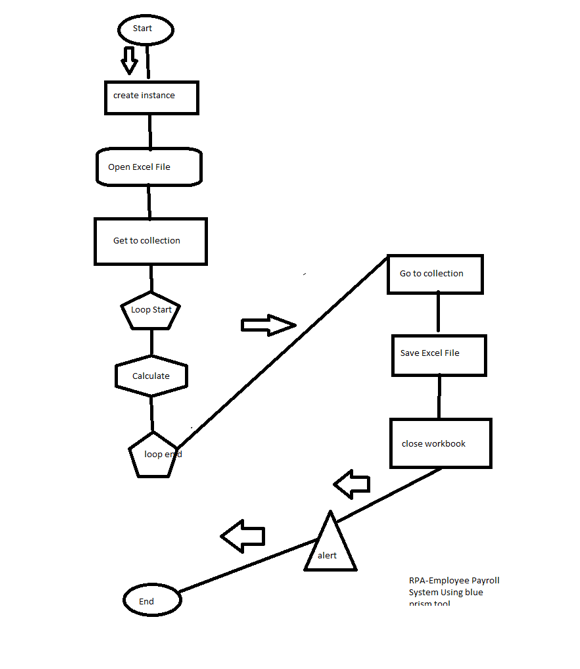 Start
create instance
Open Excel File
Get to collection
Loop Start
Calculate
loop end
Go to collection
Save Excel File
close workbook
alert
End
RPA-Employee Payroll
System Using blue
prism tool